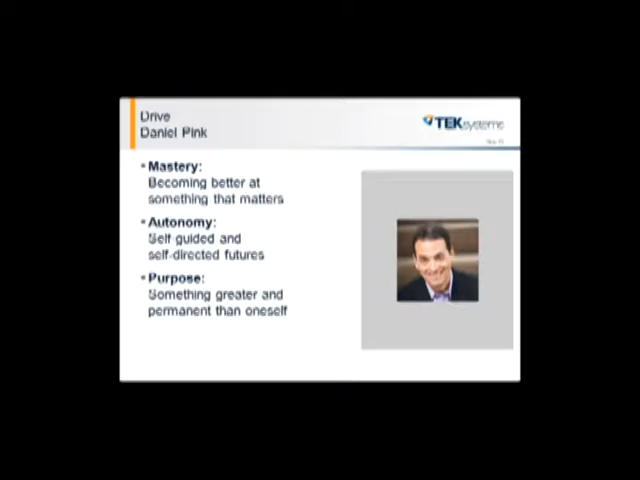 Drive
Daniel Pink
TEKsystems
Mastery:
Becoming better at
something that matters
Autonomy:
Self guided and
self-directed futures
Purpose:
Something greater and
permanent than oneself